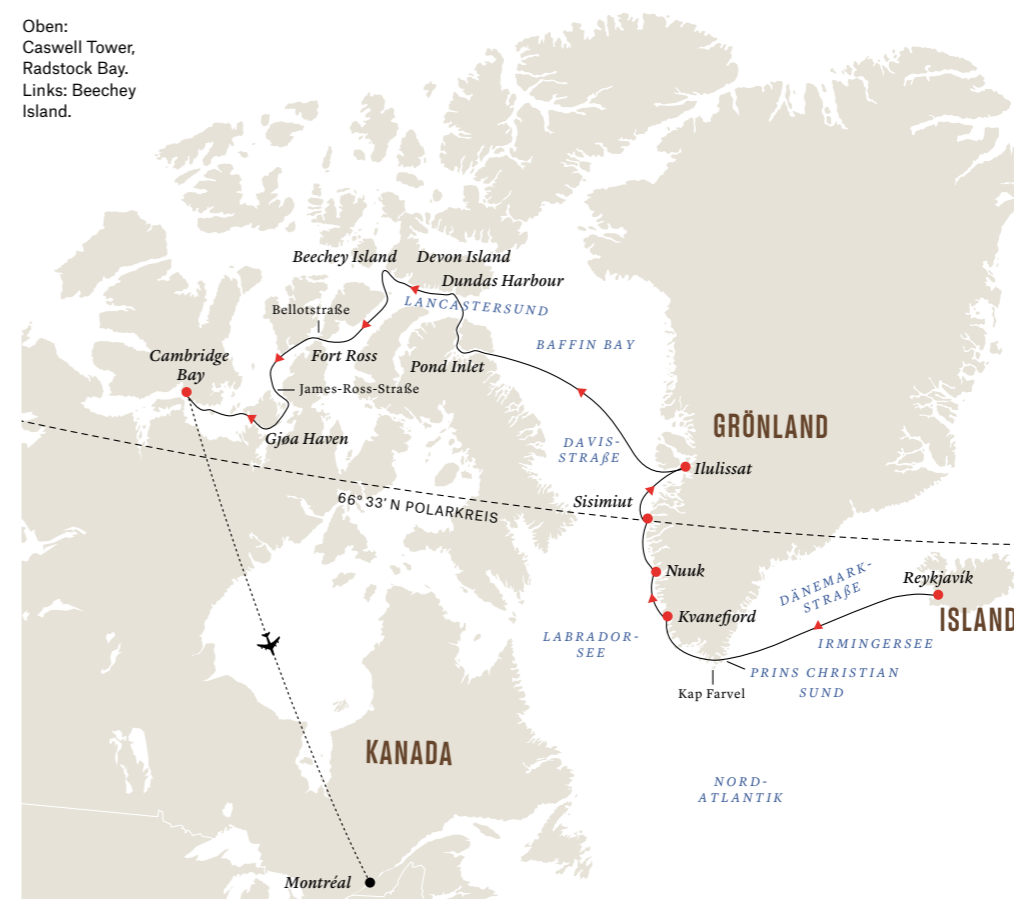 Oben:
Caswell Tower,
Radstock Bay.
Links: Beechey
Island.
Beechey Island
Devon Island
Dundas Harbour
LANCASTERSUND
Bellotstraße
BAFFIN BAY
Cambridge
Bay
Fort Ross
Pond Inlet
James-Ross-Straße
Gjøa Haven
GRÖNLAND
DAVIS-
STRAßE
Ilulissat
66° 33' N POLARKREIS
Sisimiut
Nuuk
DÄNEMARK-
STRAßE
Reykjavík
Kvanefjord
ISLAND
LABRADOR-
SEE
IRMINGERSEE
PRINS CHRISTIAN
SUND
Kap Farvel
KANADA
NORD-
ATLANTIK
Montréal